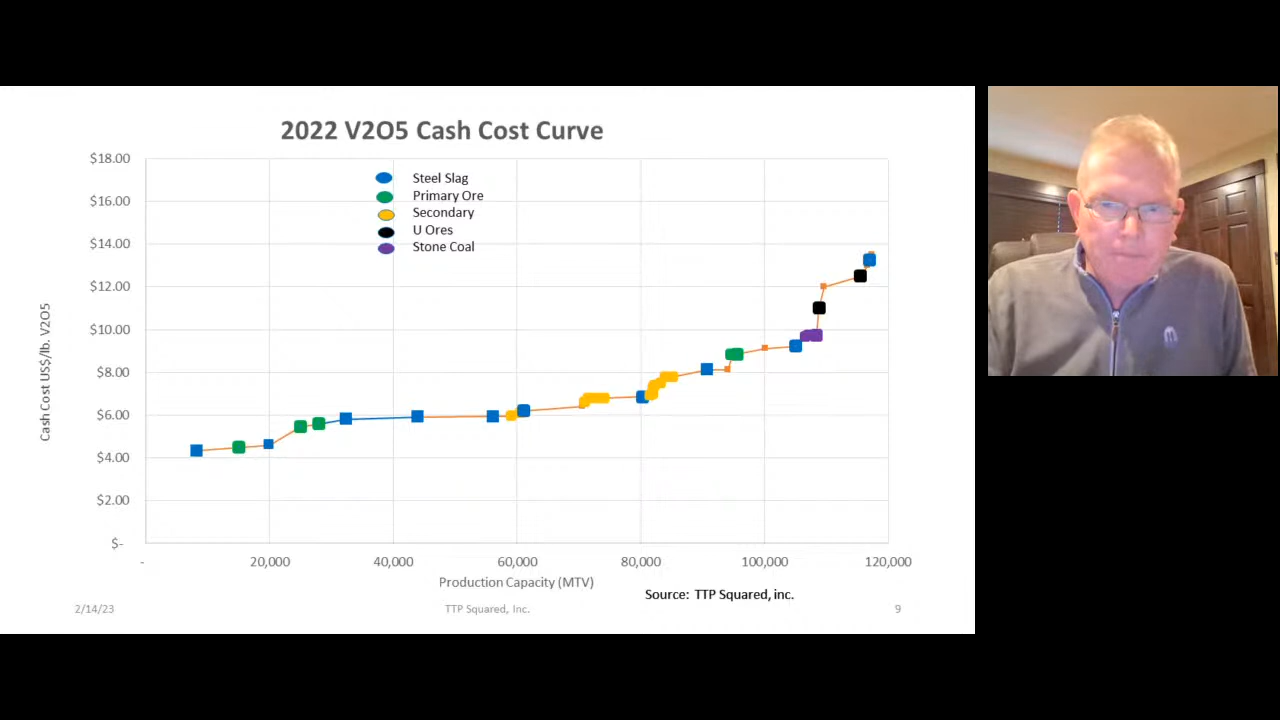 2022 V2O5 Cash Cost Curve
$18.00
$16.00
$14.00
$12.00
$10.00
$8.00
$6.00
$4.00
$2.00
$-
Cash Cost US$/lb. V2O5
Steel Slag
Primary Ore
Secondary
U Ores
Stone Coal
- 20,000 40,000 60,000 80,000 100,000 120,000
Production Capacity (MTV)
Source: TTP Squared, inc.
2/14/23 TTP Squared, Inc. 9